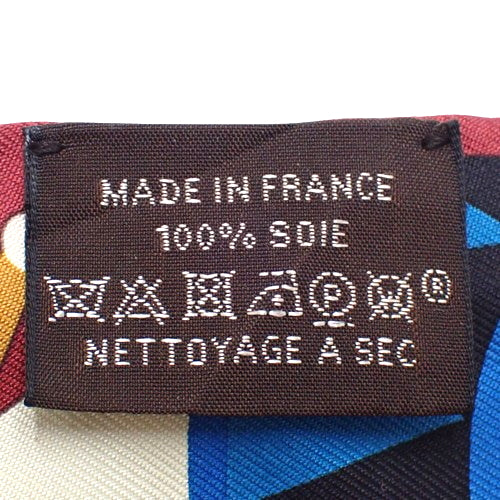 MADE IN FRANCE
100% SOIE
P W ®
NETTOYAGE A SEC